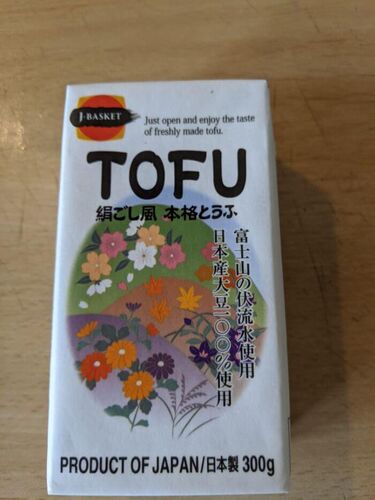 J-BASKET
Just open and enjoy the taste
of freshly made tofu.
TOFU
絹ごし風 本格とうふ
富士山の伏流水使用
日本産大豆一〇〇％使用
PRODUCT OF JAPAN/日本製 300g